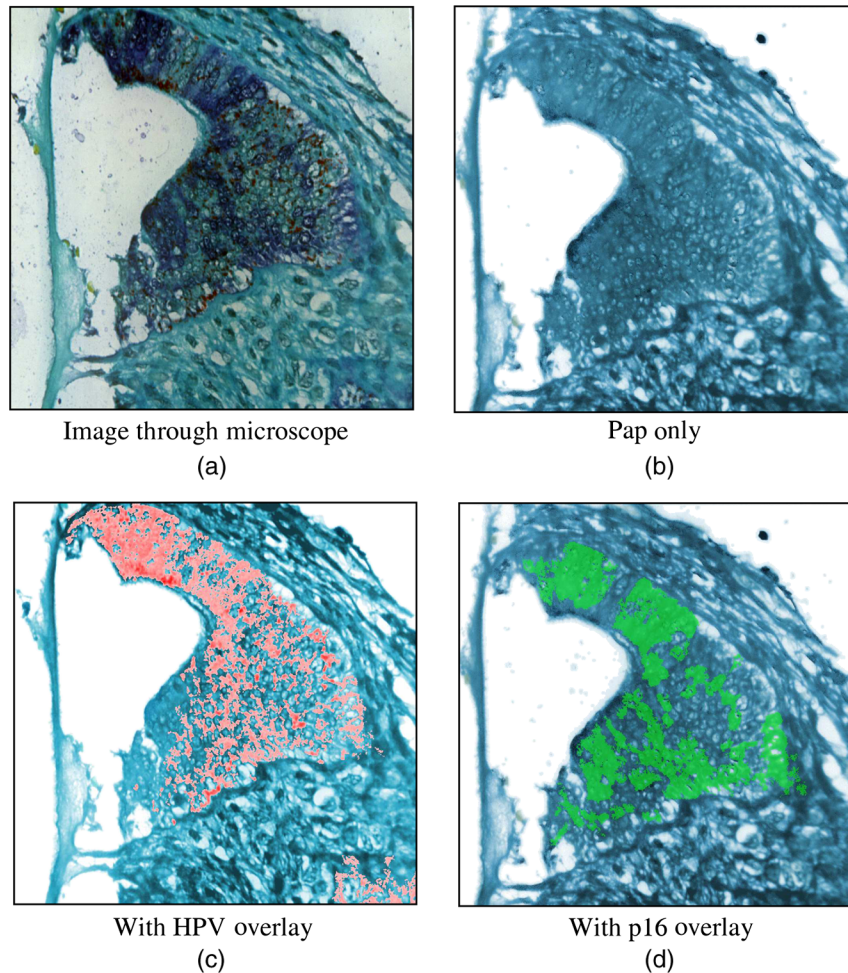 Image through microscope
(a)
Pap only
(b)
With HPV overlay
(c)
With p16 overlay
(d)